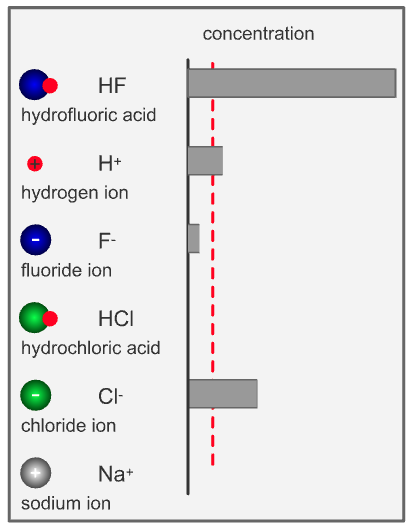 concentration
HF
hydrofluoric acid
+ H⁺
hydrogen ion
- F⁻
fluoride ion
HCl
hydrochloric acid
- Cl⁻
chloride ion
+ Na⁺
sodium ion